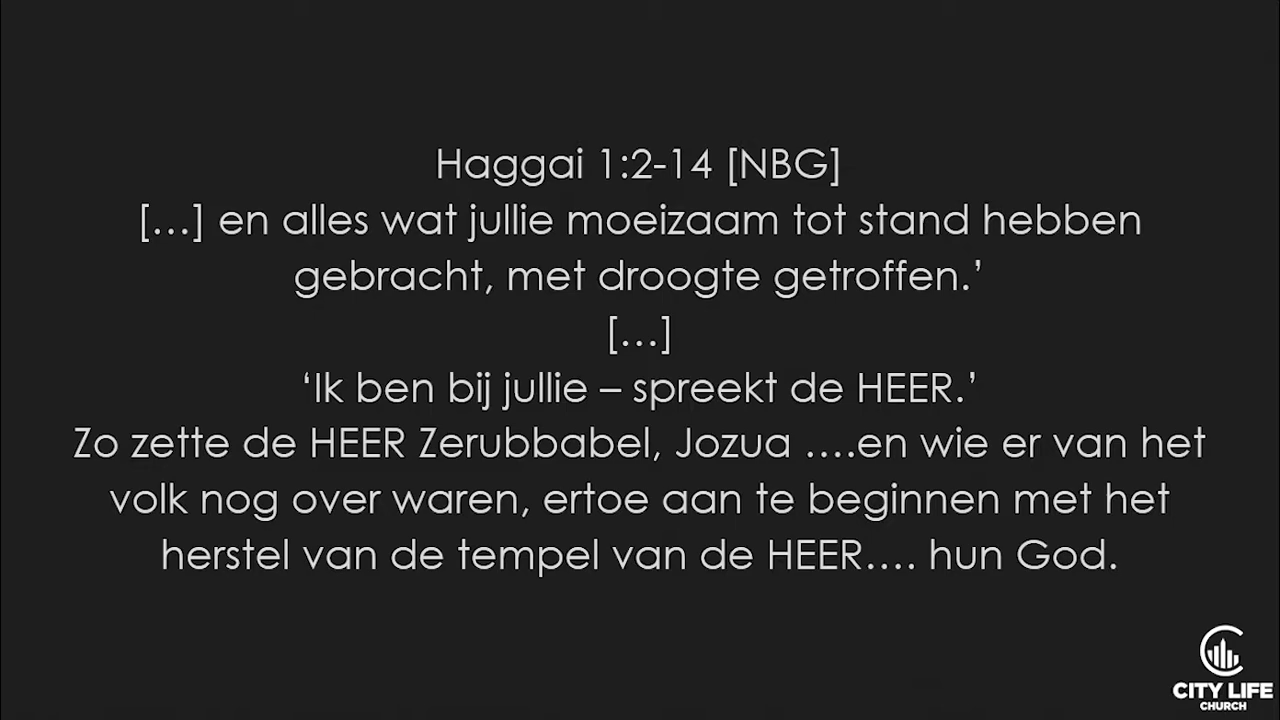 Haggai 1:2-14 [NBG]
[...] en alles wat jullie moeizaam tot stand hebben
gebracht, met droogte getroffen.’
[...]
‘Ik ben bij jullie – spreekt de HEER.’
Zo zette de HEER Zerubbabel, Jozua ....en wie er van het
volk nog over waren, ertoe aan te beginnen met het
herstel van de tempel van de HEER.... hun God.
CITY LIFE
CHURCH